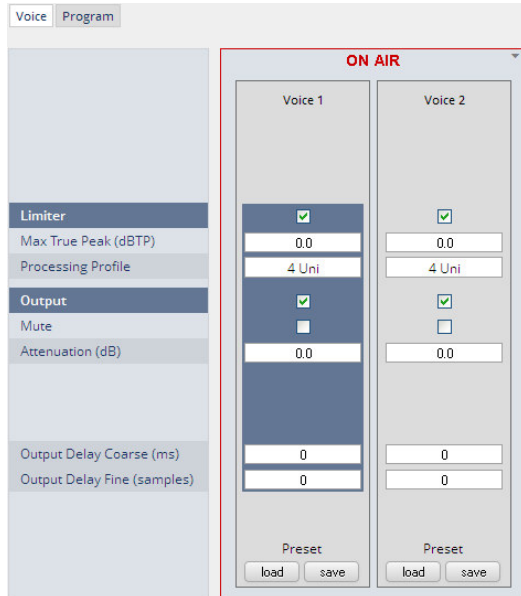 Voice Program
ON AIR
Voice 1 Voice 2
Limiter
Max True Peak (dBTP) 0.0 0.0
Processing Profile 4 Uni 4 Uni
Output
Mute
Attenuation (dB) 0.0 0.0
Output Delay Coarse (ms) 0 0
Output Delay Fine (samples) 0 0
Preset Preset
load save load save